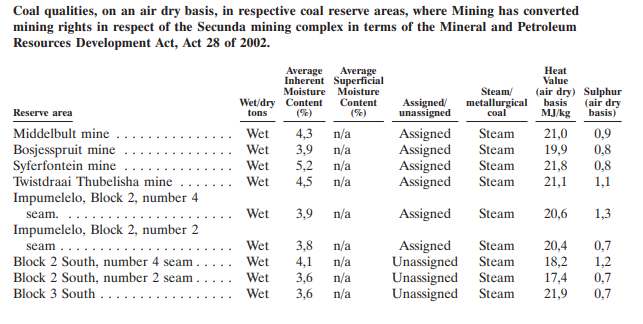 Coal qualities, on an air dry basis, in respective coal reserve areas, where Mining has converted
mining rights in respect of the Secunda mining complex in terms of the Mineral and Petroleum
Resources Development Act, Act 28 of 2002.
Average Average Heat
Inherent Superficial Value
Moisture Moisture Steam/ (air dry) Sulphur
Wet/dry Content Content Assigned/ metallurgical basis (air dry
Reserve area tons (%) (%) unassigned coal MJ/kg basis)
Middelbult mine . . . . . . . . . . . . . . . Wet 4,3 n/a Assigned Steam 21,0 0,9
Bosjesspruit mine . . . . . . . . . . . . . . Wet 3,9 n/a Assigned Steam 19,9 0,8
Syferfontein mine . . . . . . . . . . . . . . Wet 5,2 n/a Assigned Steam 21,8 0,8
Twistdraai Thubelisha mine . . . . . . . Wet 4,5 n/a Assigned Steam 21,1 1,1
Impumelelo, Block 2, number 4
seam. . . . . . . . . . . . . . . . . . . . . Wet 3,9 n/a Assigned Steam 20,6 1,3
Impumelelo, Block 2, number 2
seam . . . . . . . . . . . . . . . . . . . . . Wet 3,8 n/a Assigned Steam 20,4 0,7
Block 2 South, number 4 seam . . . . . Wet 4,1 n/a Unassigned Steam 18,2 1,2
Block 2 South, number 2 seam . . . . . Wet 3,6 n/a Unassigned Steam 17,4 0,7
Block 3 South . . . . . . . . . . . . . . . . . Wet 3,6 n/a Unassigned Steam 21,9 0,7